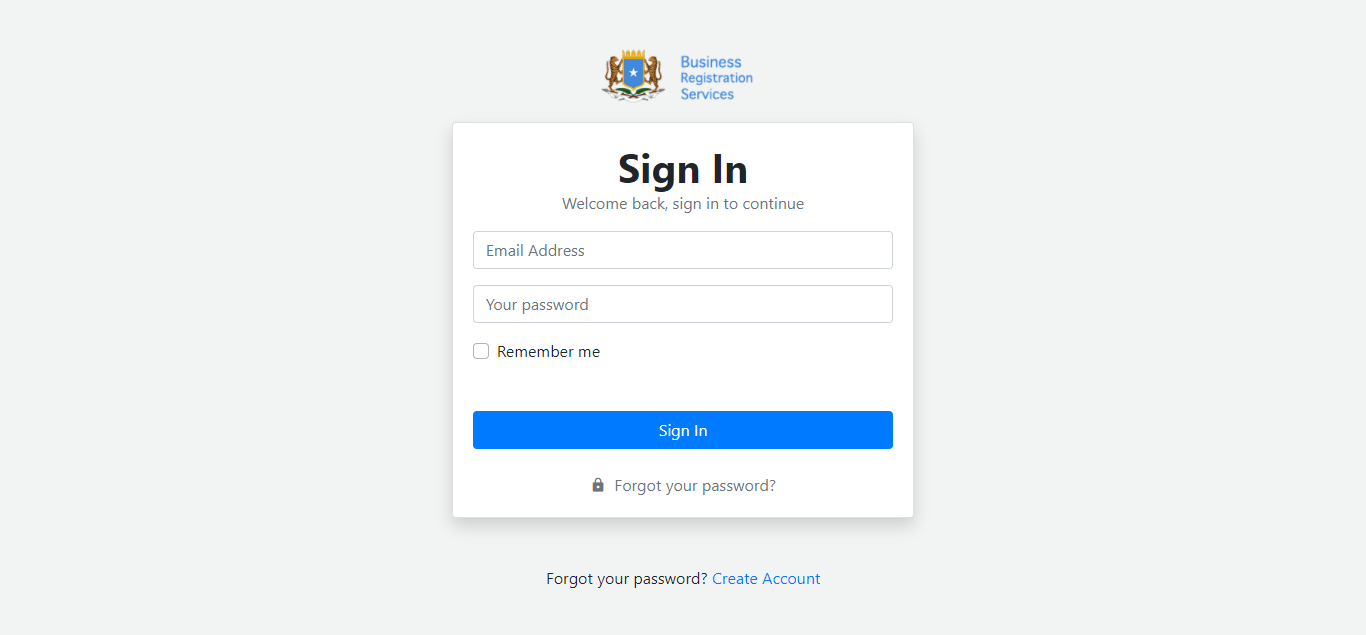 Business
Registration
Services
Sign In
Welcome back, sign in to continue
Email Address
Your password
Remember me
Sign In
Forgot your password?
Forgot your password? Create Account